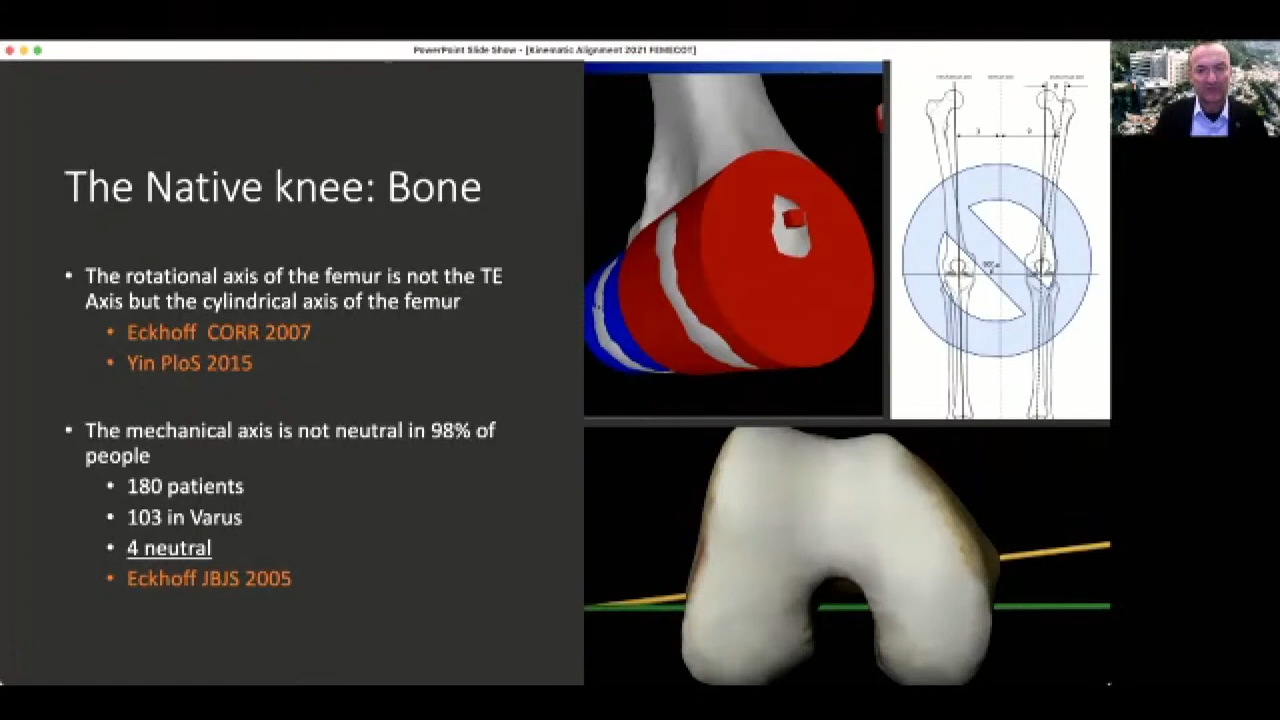 PowerPoint Slide Show - [Kinematic Alignment 2021 FEMECOT]
The Native knee: Bone
• The rotational axis of the femur is not the TE
Axis but the cylindrical axis of the femur
• Eckhoff CORR 2007
• Yin PloS 2015
• The mechanical axis is not neutral in 98% of
people
• 180 patients
• 103 in Varus
• 4 neutral
• Eckhoff JBJS 2005